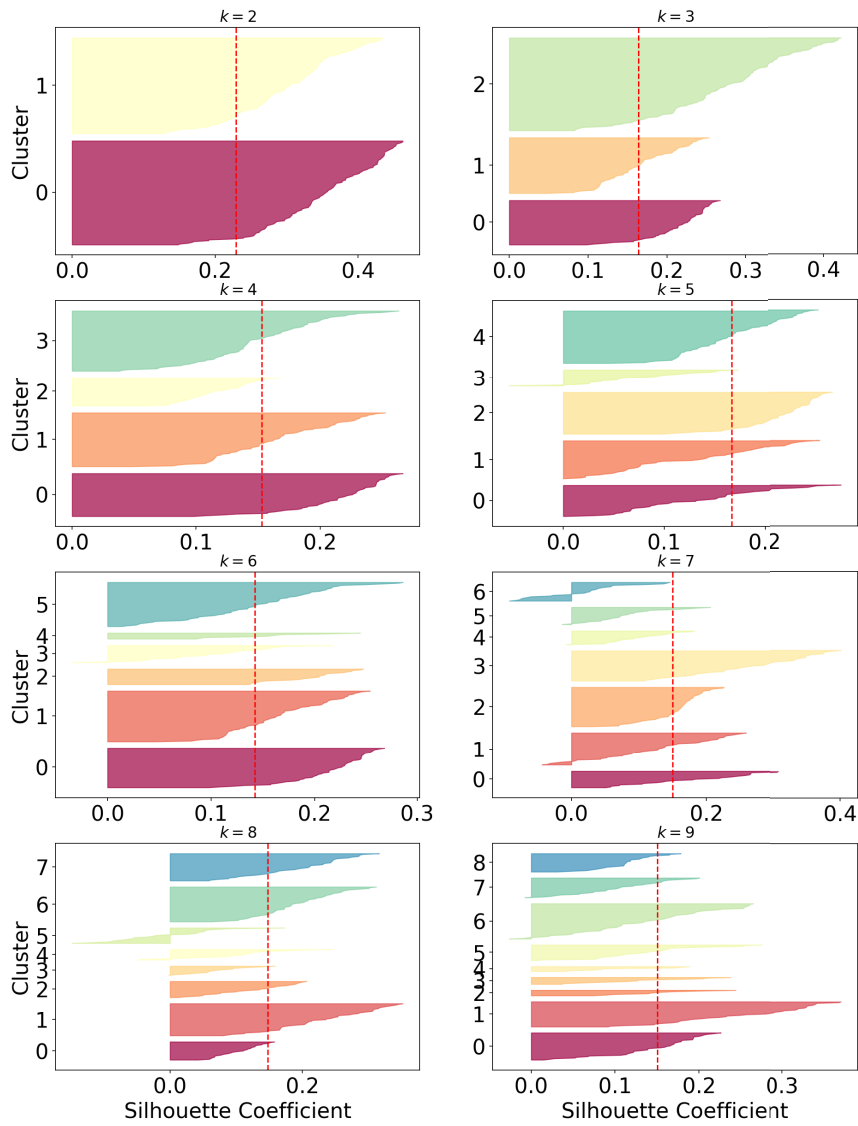 k = 2
Cluster
1
0
0.0 0.2 0.4
k = 3
2
1
0
0.0 0.1 0.2 0.3 0.4
k = 4
Cluster
3
2
1
0
0.0 0.1 0.2
k = 5
4
3
2
1
0
0.0 0.1 0.2
k = 6
Cluster
5
4
3
2
1
0
0.0 0.1 0.2 0.3
k = 7
6
5
4
3
2
1
0
0.0 0.2 0.4
k = 8
Cluster
7
6
5
4
3
2
1
0
0.0 0.2
Silhouette Coefficient
k = 9
8
7
6
5
4
3
2
1
0
0.0 0.1 0.2 0.3
Silhouette Coefficient